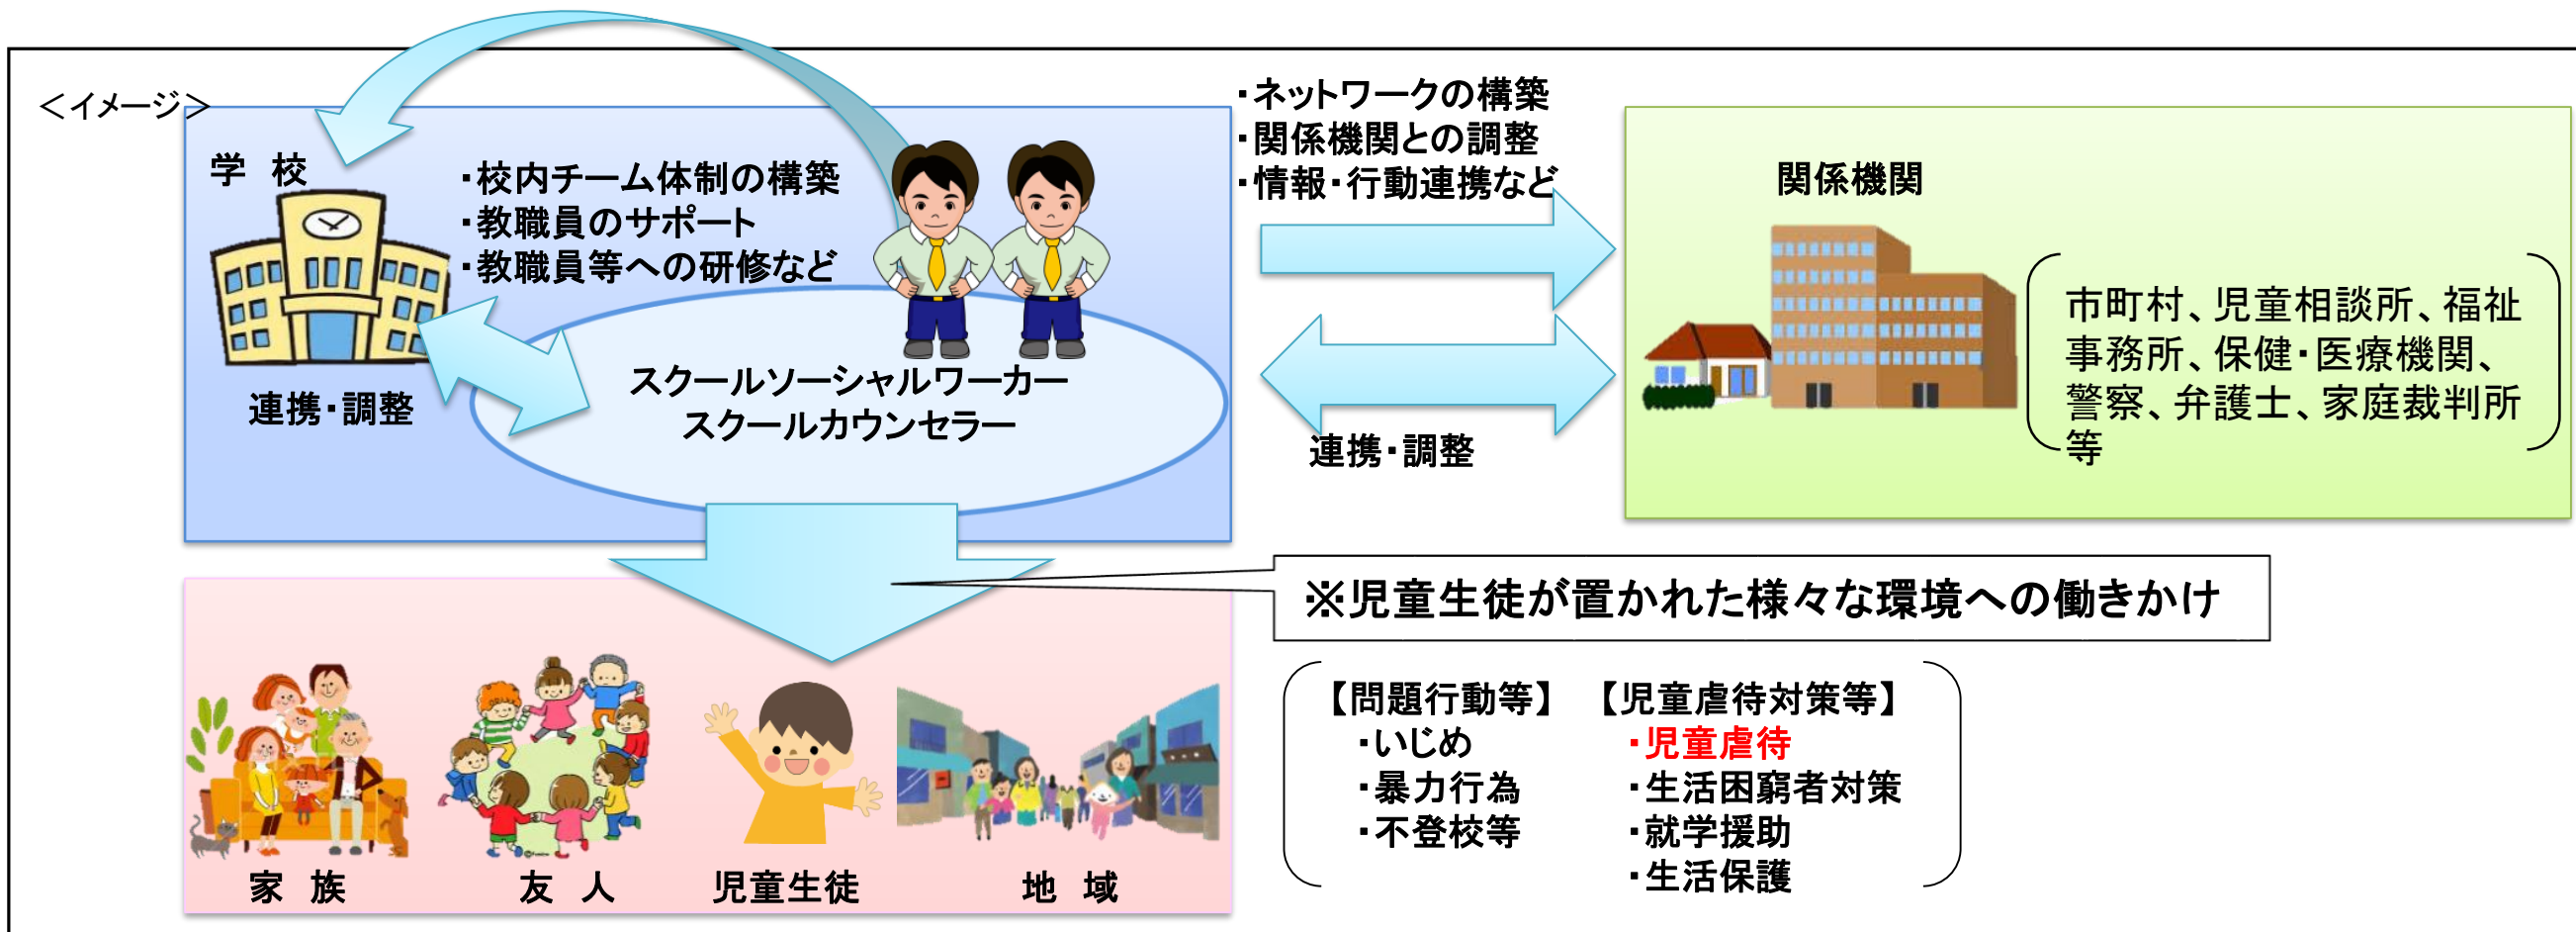 ＜イメージ＞
学 校
・校内チーム体制の構築
・教職員のサポート
・教職員等への研修など
連携・調整
スクールソーシャルワーカー
スクールカウンセラー
・ネットワークの構築
・関係機関との調整
・情報・行動連携など
連携・調整
関係機関
市町村、児童相談所、福祉
事務所、保健・医療機関、
警察、弁護士、家庭裁判所
等
※児童生徒が置かれた様々な環境への働きかけ
【問題行動等】
・いじめ
・暴力行為
・不登校等
【児童虐待対策等】
・児童虐待
・生活困窮者対策
・就学援助
・生活保護
家 族
友 人
児童生徒
地 域